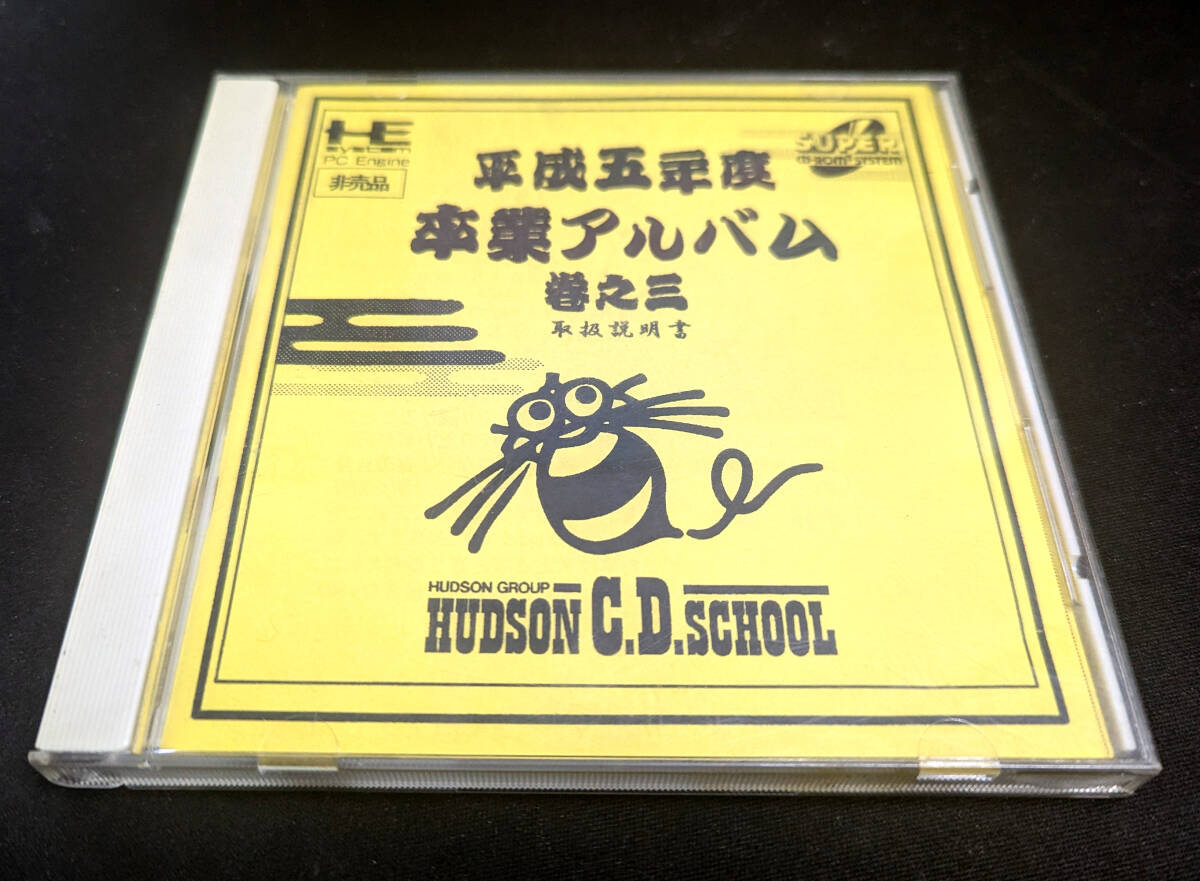 HE
system
PC Engine
非売品
SUPER
CD-ROM² SYSTEM
平成五年度
卒業アルバム
巻之三
取扱説明書
HUDSON GROUP
HUDSON C.D. SCHOOL